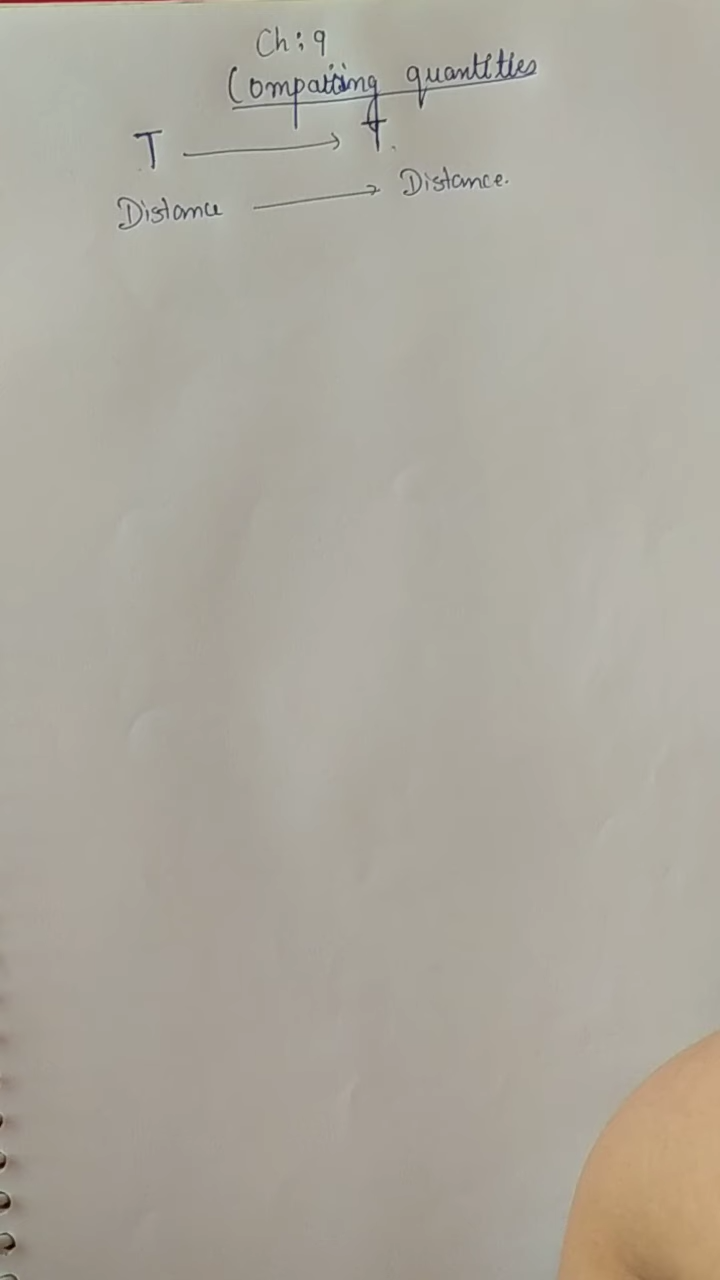 Ch: 9
Comparing quantities
T ⟶ T.
Distance ⟶ Distance.